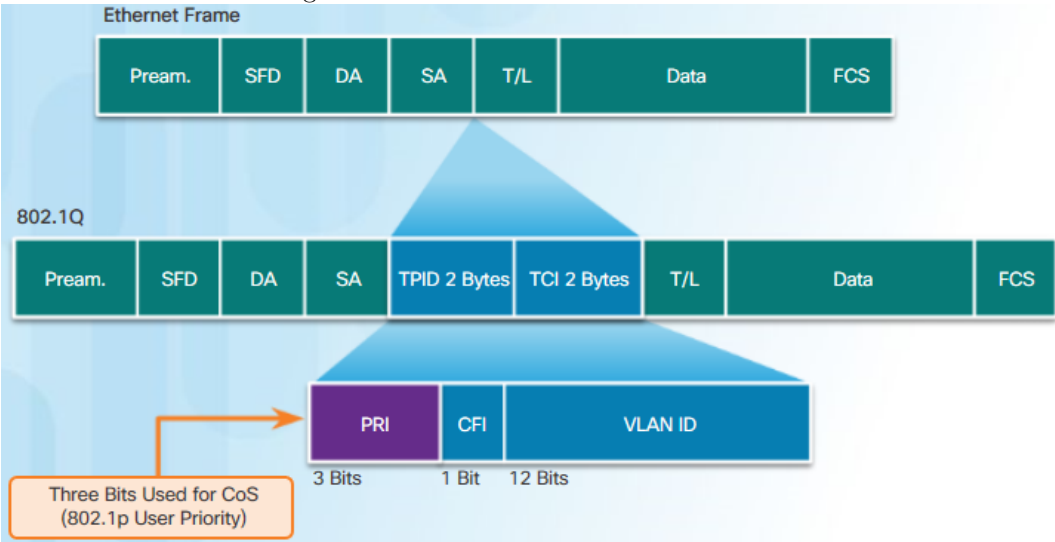 Ethernet Frame
Pream. SFD DA SA T/L Data FCS
802.1Q
Pream. SFD DA SA TPID 2 Bytes TCI 2 Bytes T/L Data FCS
PRI CFI VLAN ID
3 Bits 1 Bit 12 Bits
Three Bits Used for CoS
(802.1p User Priority)